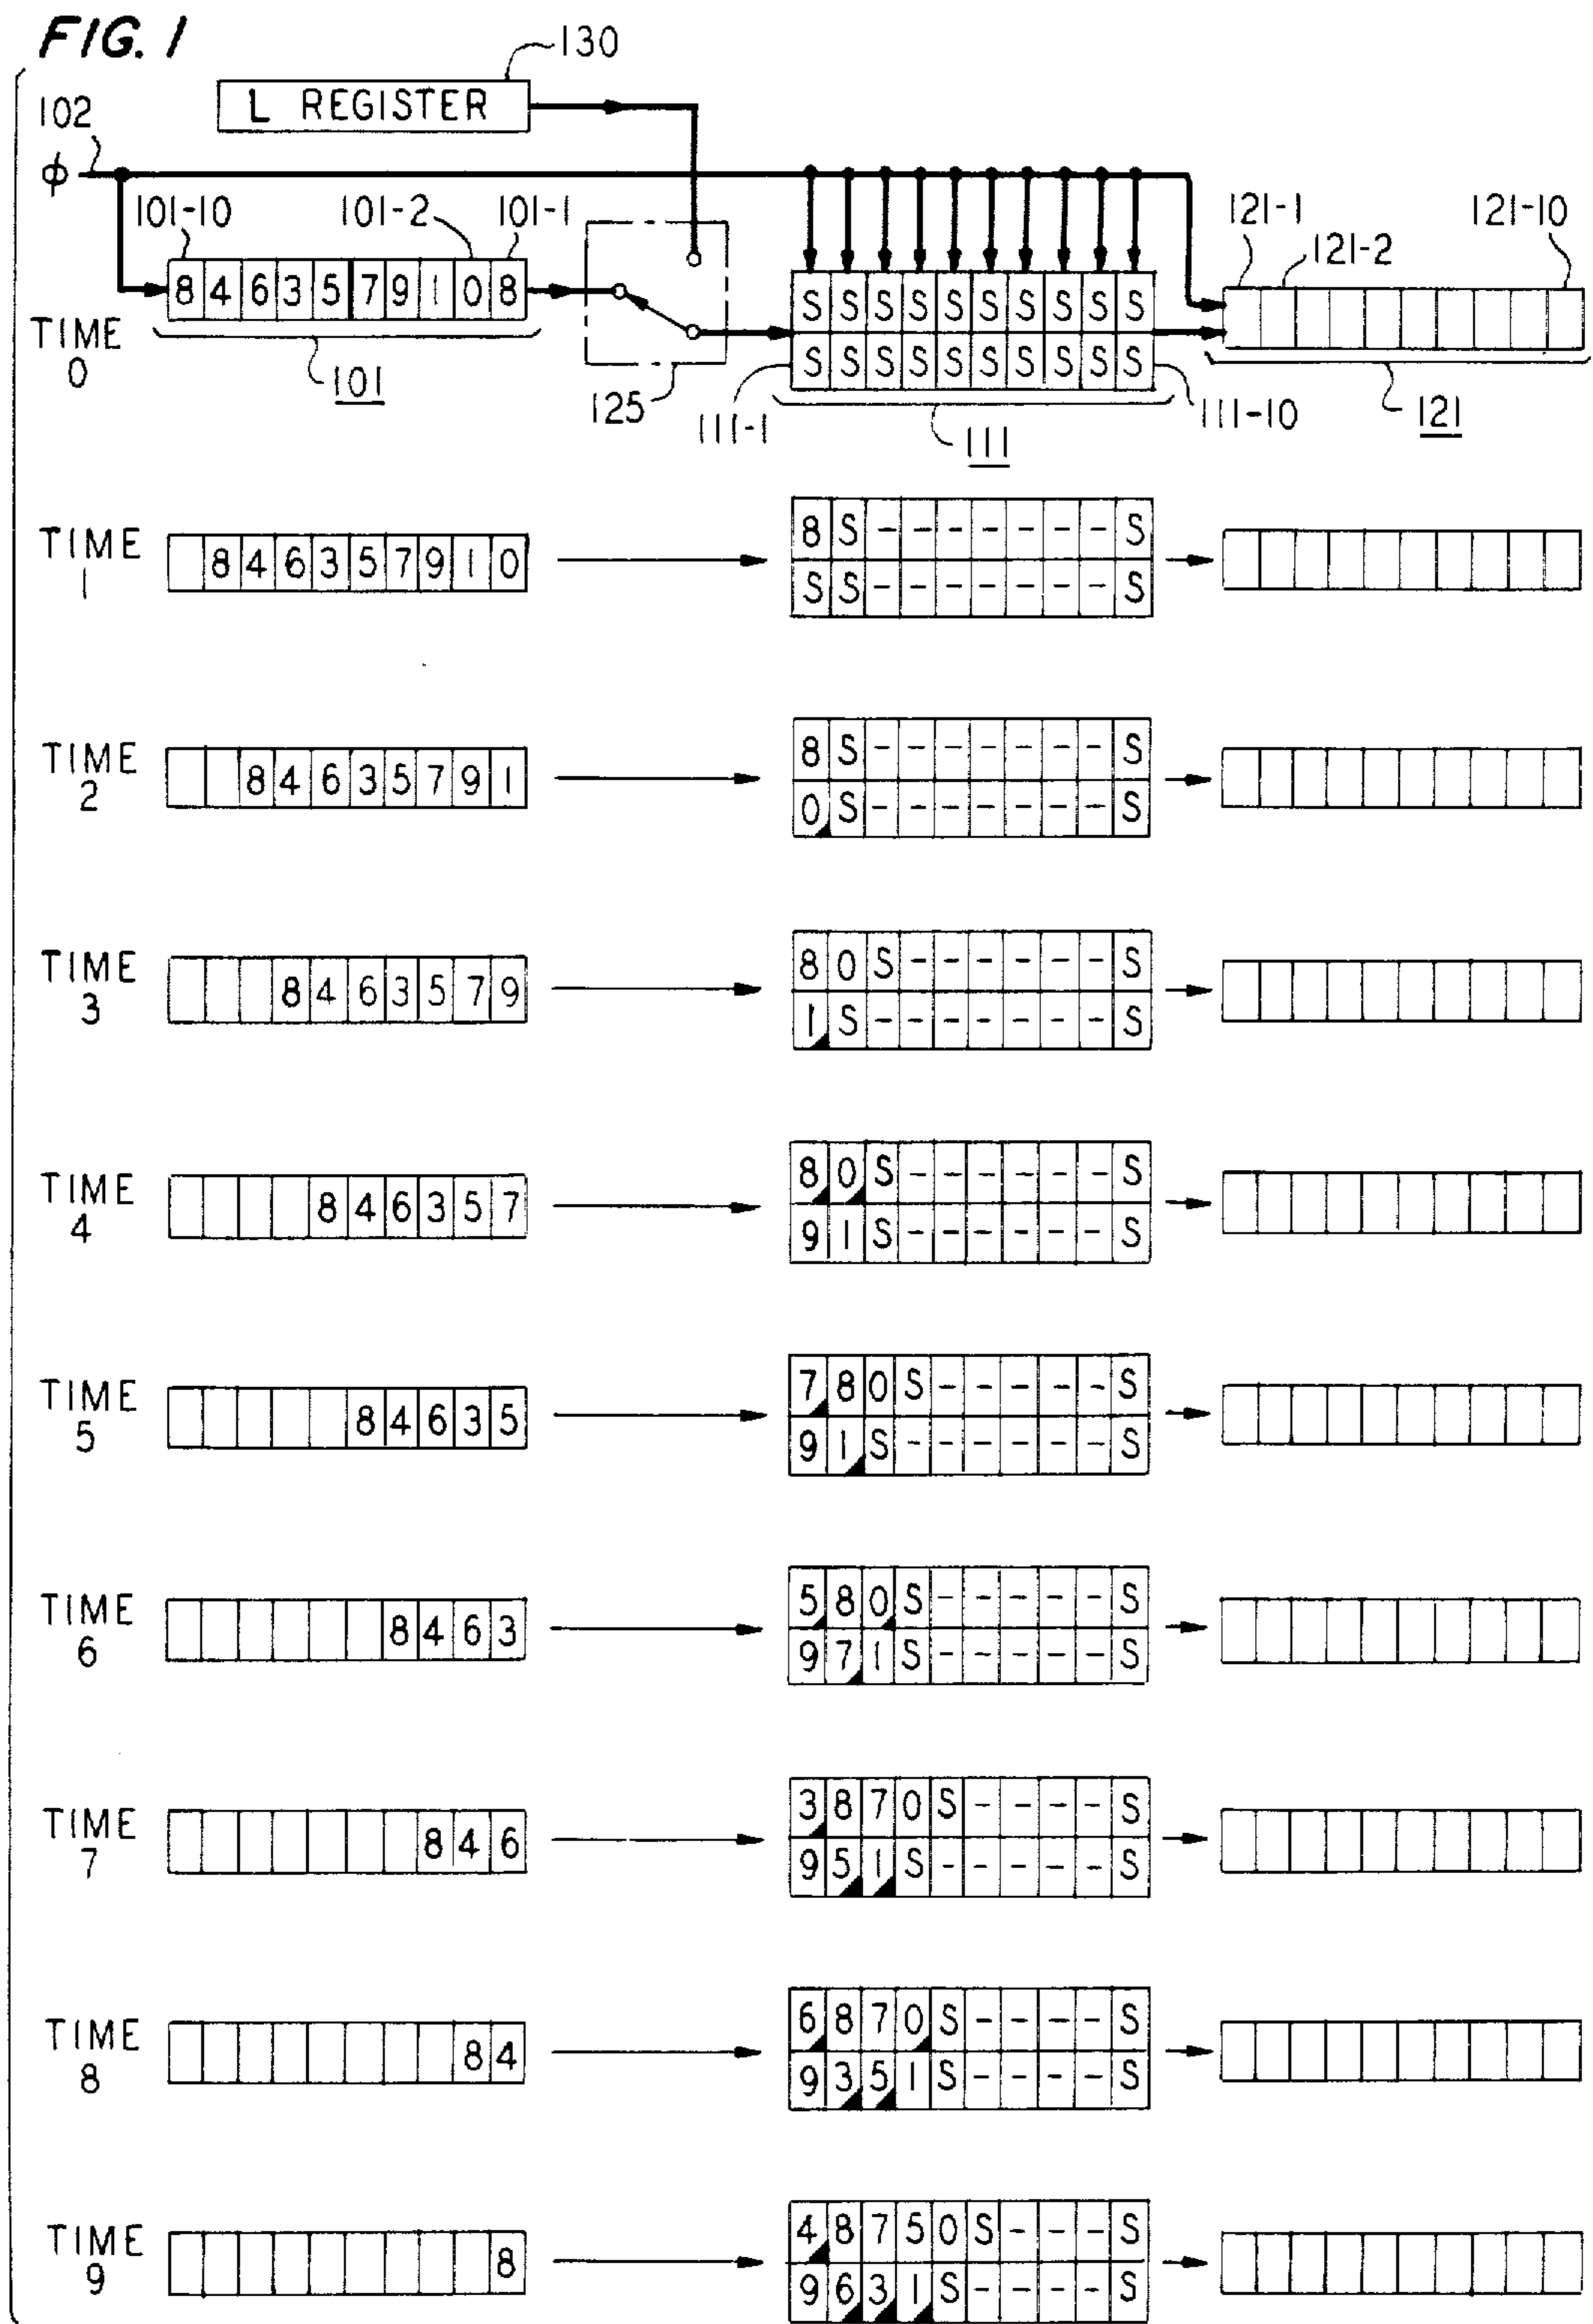 FIG. 1
130
L REGISTER
102
ϕ
101-10 101-2 101-1 121-1 121-2 121-10
8 4 6 3 5 7 9 1 0 8
S S S S S S S S S S
S S S S S S S S S S
TIME
0
101
125
111-1
111
111-10
121
TIME
1
8 4 6 3 5 7 9 1 0
8 S - - - - - - - S
S S - - - - - - - S
TIME
2
8 4 6 3 5 7 9 1
8 S - - - - - - - S
0 S - - - - - - - S
TIME
3
8 4 6 3 5 7 9
8 0 S - - - - - - S
1 S - - - - - - - S
TIME
4
8 4 6 3 5 7
8 0 S - - - - - - S
9 1 S - - - - - - S
TIME
5
8 4 6 3 5
7 8 0 S - - - - - S
9 1 S - - - - - - S
TIME
6
8 4 6 3
5 8 0 S - - - - - S
9 7 1 S - - - - - S
TIME
7
8 4 6
3 8 7 0 S - - - - S
9 5 1 S - - - - - S
TIME
8
8 4
6 8 7 0 S - - - - S
9 3 5 1 S - - - - S
TIME
9
8
4 8 7 5 0 S - - - S
9 6 3 1 S - - - - S